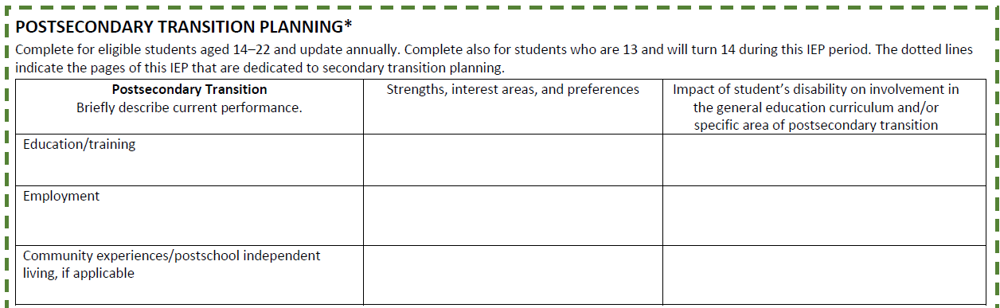 POSTSECONDARY TRANSITION PLANNING*
Complete for eligible students aged 14–22 and update annually. Complete also for students who are 13 and will turn 14 during this IEP period. The dotted lines
indicate the pages of this IEP that are dedicated to secondary transition planning.
Postsecondary Transition
Briefly describe current performance.
Strengths, interest areas, and preferences
Impact of student’s disability on involvement in
the general education curriculum and/or
specific area of postsecondary transition
Education/training
Employment
Community experiences/postschool independent
living, if applicable